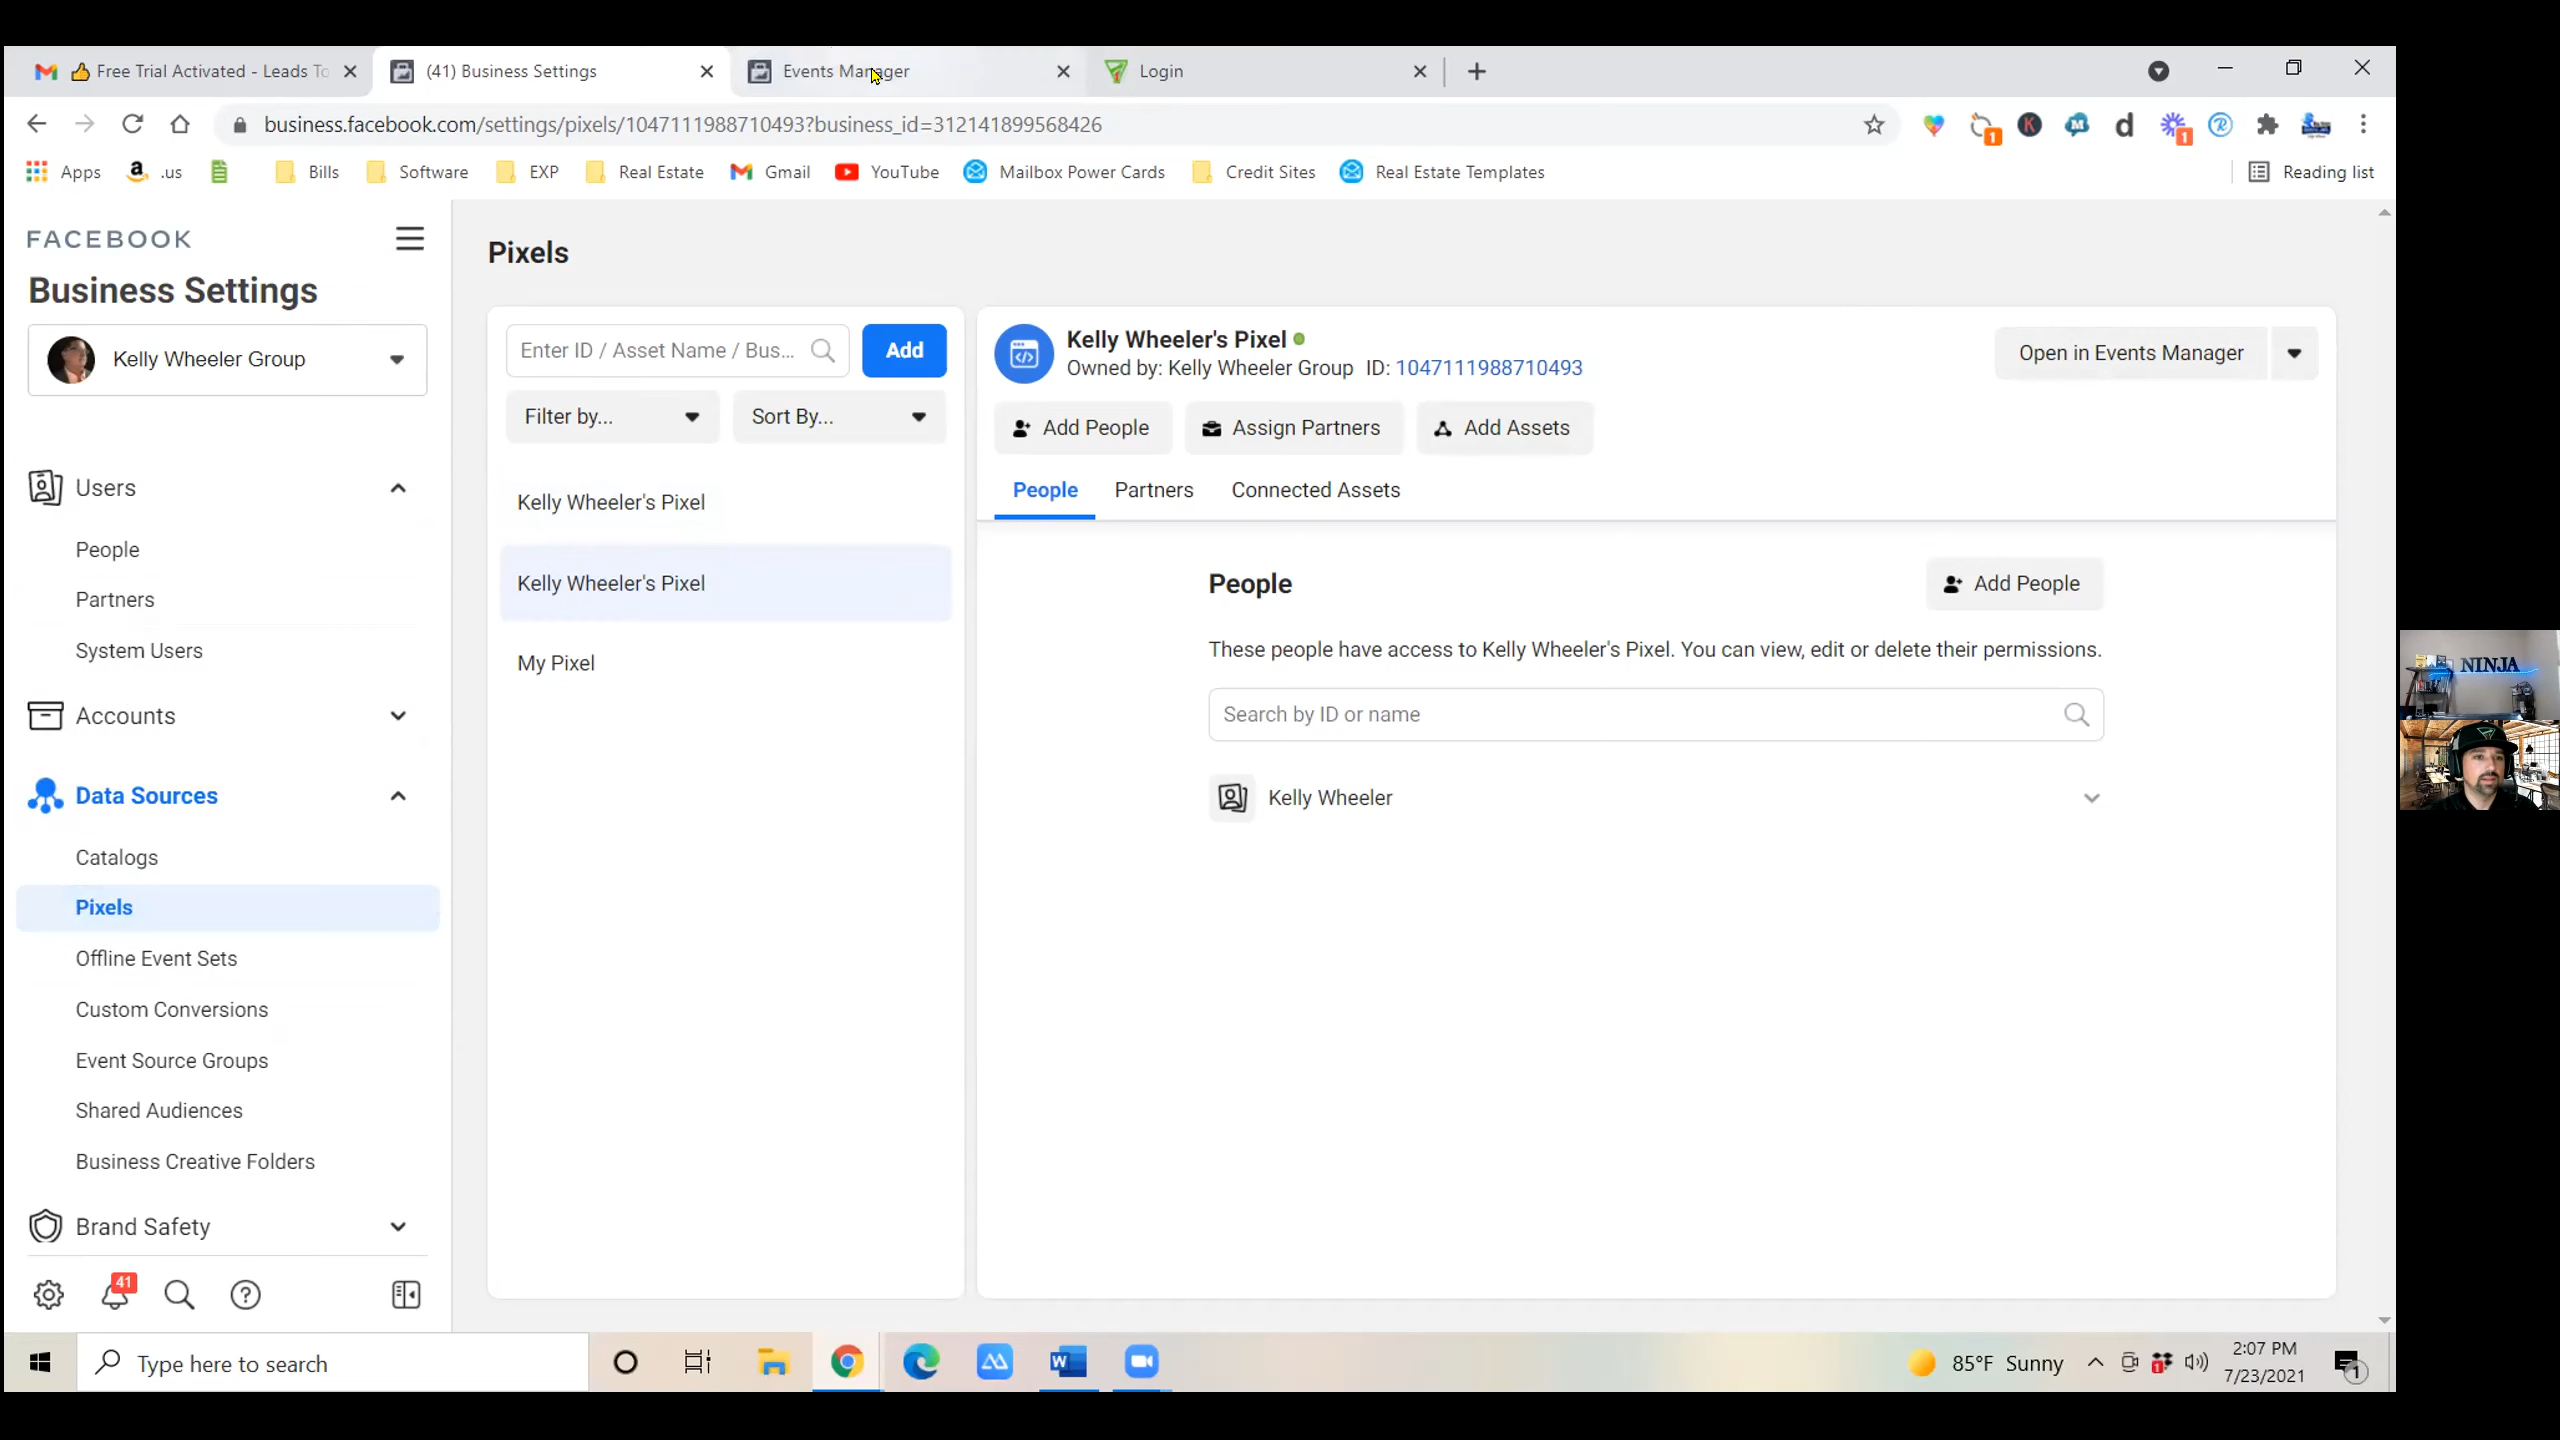 👍 Free Trial Activated - Leads To
(41) Business Settings
Events Manager
Login
business.facebook.com/settings/pixels/1047111988710493?business_id=312141899568426
1
K
M
d
1
R
Apps
.us
Bills
Software
EXP
Real Estate
Gmail
YouTube
Mailbox Power Cards
Credit Sites
Real Estate Templates
Reading list
FACEBOOK
Business Settings
Kelly Wheeler Group
Users
People
Partners
System Users
Accounts
Data Sources
Catalogs
Pixels
Offline Event Sets
Custom Conversions
Event Source Groups
Shared Audiences
Business Creative Folders
Brand Safety
41
Pixels
Enter ID / Asset Name / Bus...
Add
Filter by...
Sort By...
Kelly Wheeler's Pixel
Kelly Wheeler's Pixel
My Pixel
Kelly Wheeler's Pixel
Owned by: Kelly Wheeler Group ID: 1047111988710493
Open in Events Manager
Add People
Assign Partners
Add Assets
People
Partners
Connected Assets
People
Add People
These people have access to Kelly Wheeler's Pixel. You can view, edit or delete their permissions.
Search by ID or name
Kelly Wheeler
NINJA
Type here to search
W
85°F Sunny
1
2:07 PM
7/23/2021
1